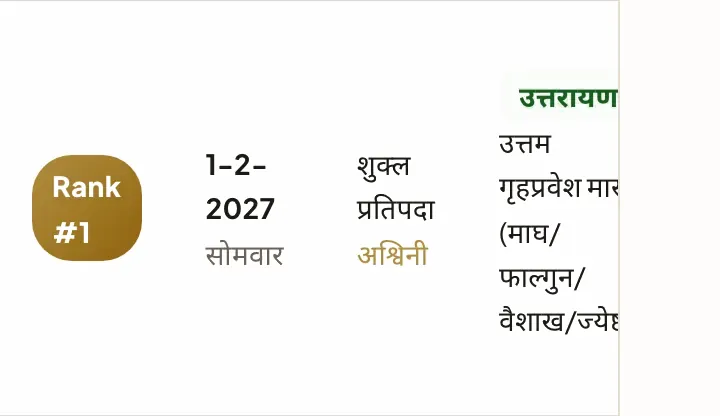 Rank
#1
1-2-
2027
सोमवार
शुक्ल
प्रतिपदा
अश्विनी
उत्तरायण
उत्तम
गृहप्रवेश
(माघ/
फाल्गुन/
वैशाख/